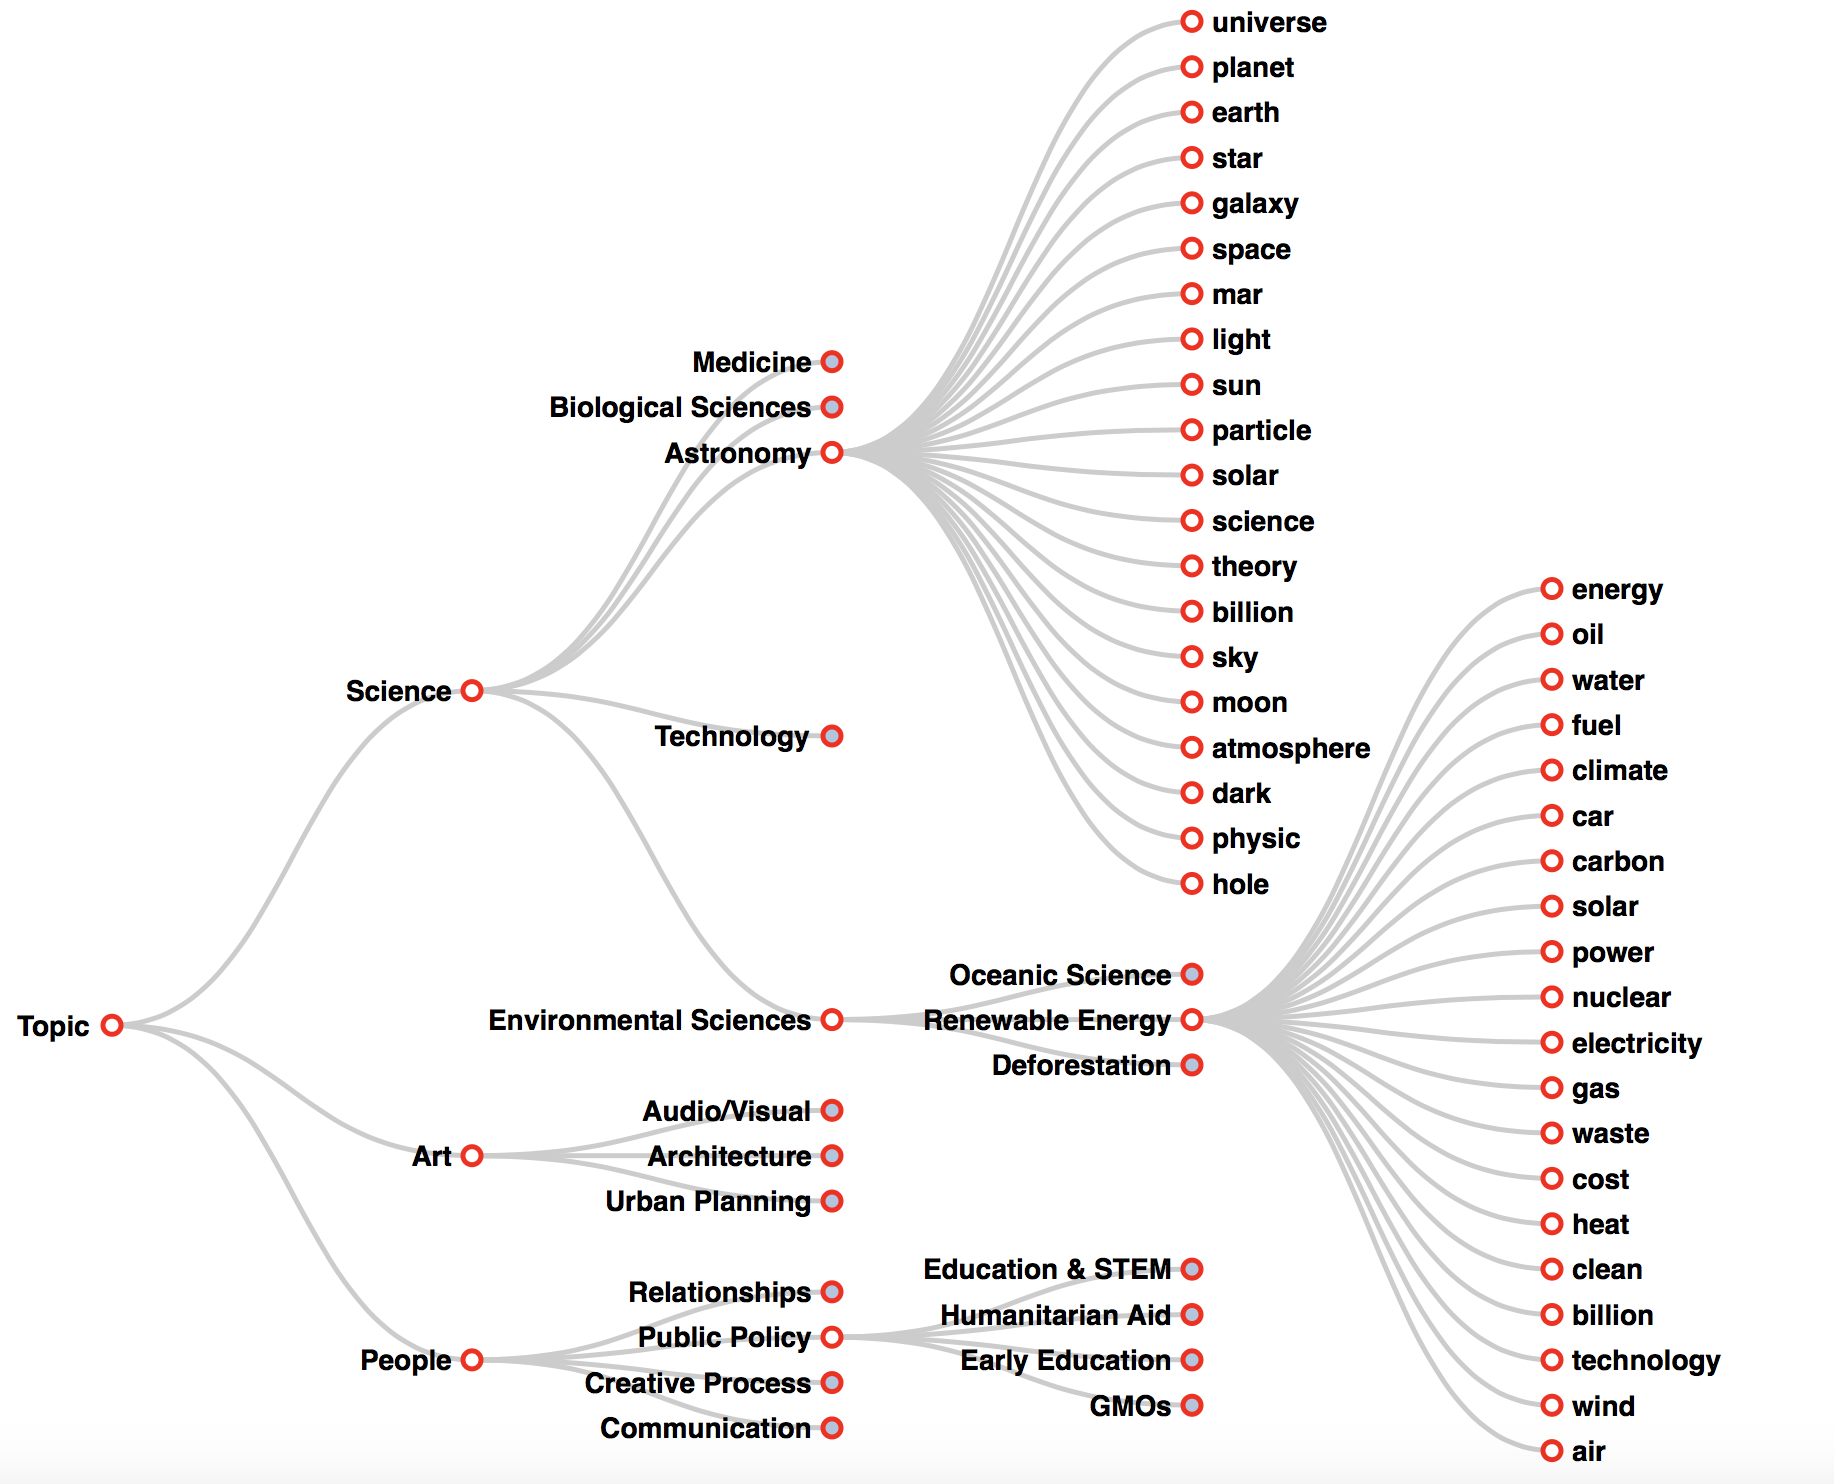 Topic
Science
Medicine
Biological Sciences
Astronomy
universe
planet
earth
star
galaxy
space
mar
light
sun
particle
solar
science
theory
billion
sky
moon
atmosphere
dark
physic
hole
Technology
Environmental Sciences
Oceanic Science
Renewable Energy
energy
oil
water
fuel
climate
car
carbon
solar
power
nuclear
electricity
gas
waste
cost
heat
clean
billion
technology
wind
air
Deforestation
Art
Audio/Visual
Architecture
Urban Planning
People
Relationships
Public Policy
Education & STEM
Humanitarian Aid
Early Education
GMOs
Creative Process
Communication